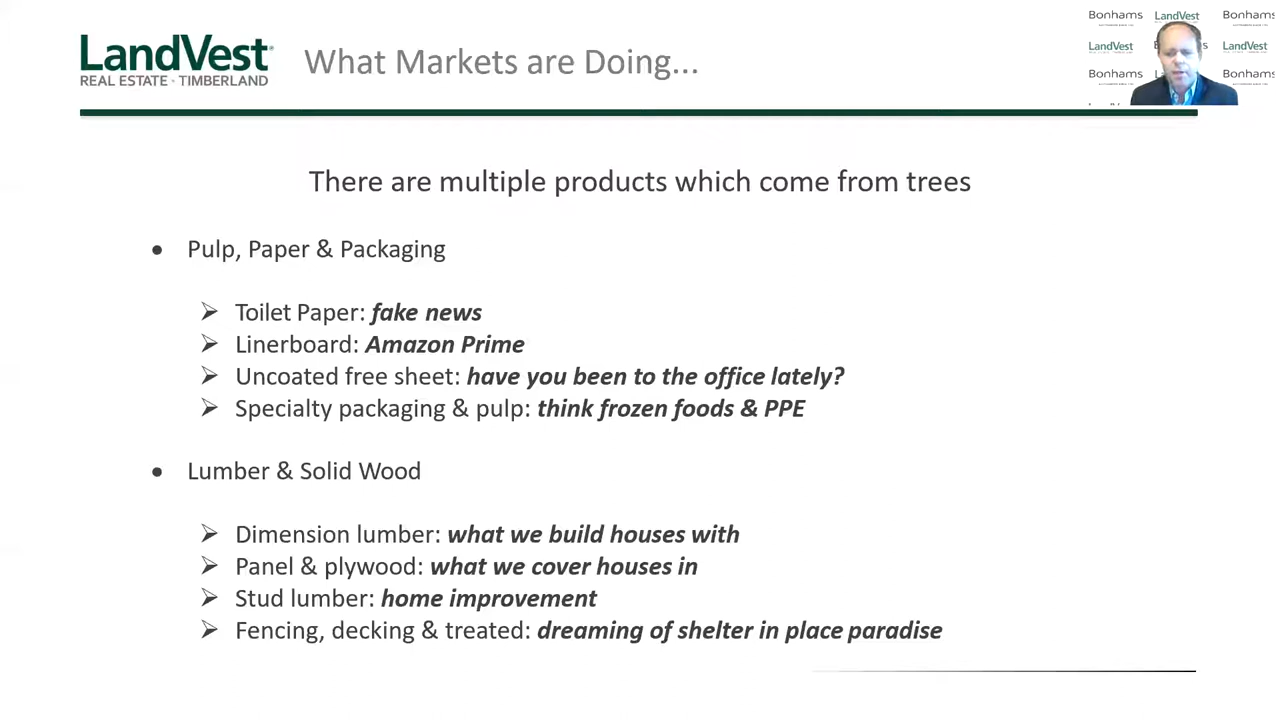 LandVest
REAL ESTATE · TIMBERLAND
What Markets are Doing...
Bonhams
LandVest
Bonhams
LandVest
LandVest
Bonhams
Bonhams
There are multiple products which come from trees
• Pulp, Paper & Packaging
➢ Toilet Paper: fake news
➢ Linerboard: Amazon Prime
➢ Uncoated free sheet: have you been to the office lately?
➢ Specialty packaging & pulp: think frozen foods & PPE
• Lumber & Solid Wood
➢ Dimension lumber: what we build houses with
➢ Panel & plywood: what we cover houses in
➢ Stud lumber: home improvement
➢ Fencing, decking & treated: dreaming of shelter in place paradise